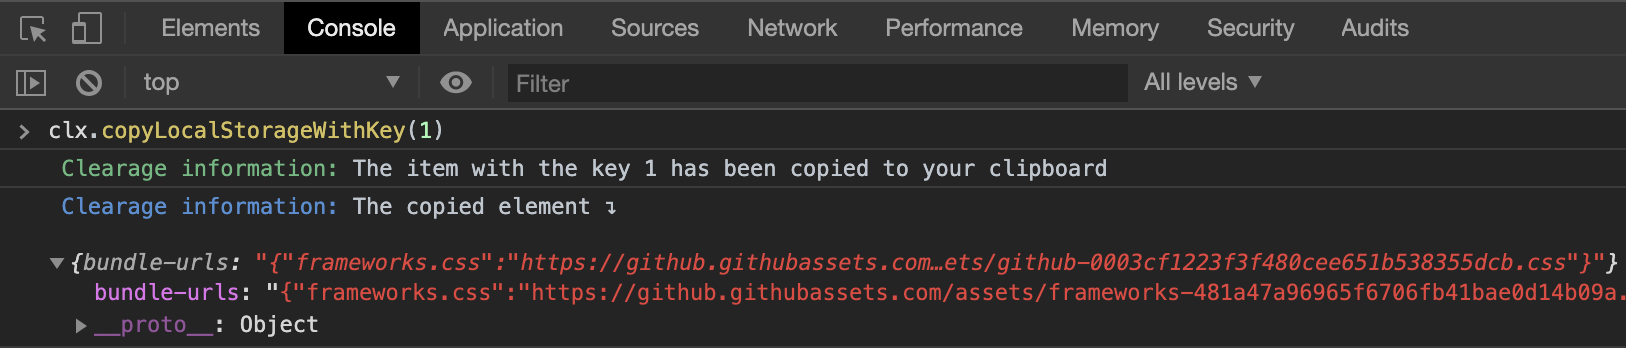 Elements Console Application Sources Network Performance Memory Security Audits
top Filter All levels
clx.copyLocalStorageWithKey(1)
Clearage information: The item with the key 1 has been copied to your clipboard
Clearage information: The copied element ↴
{bundle-urls: "{"frameworks.css":"https://github.githubassets.com…ets/github-0003cf1223f3f480cee651b538355dcb.css"}"}
bundle-urls: "{"frameworks.css":"https://github.githubassets.com/assets/frameworks-481a47a96965f6706fb41bae0d14b09a.
__proto__: Object